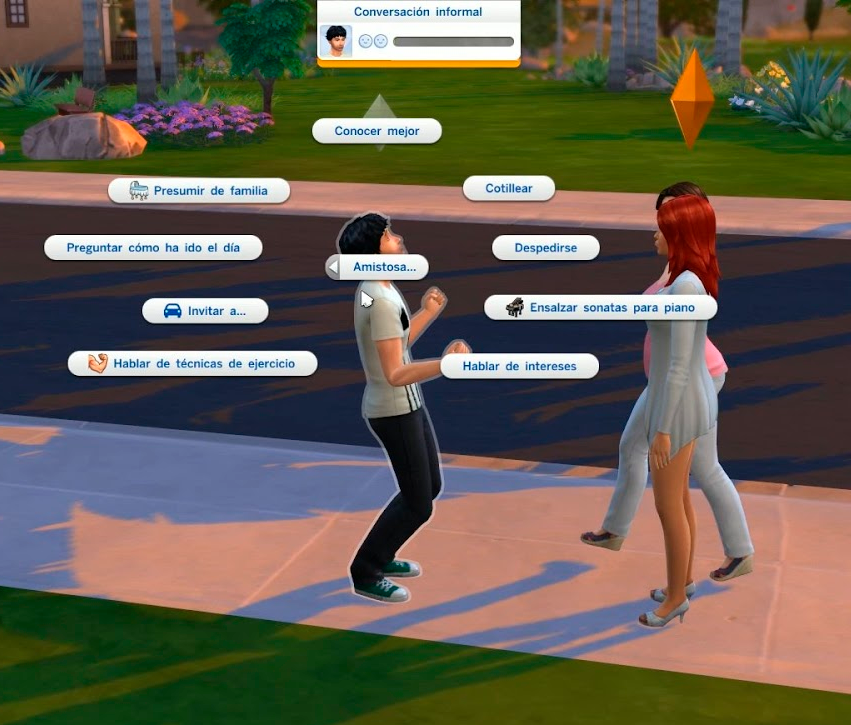 Conversación informal
Conocer mejor
Presumir de familia
Cotillear
Preguntar cómo ha ido el día
Despedirse
Amistosa...
Invitar a...
Ensalzar sonatas para piano
Hablar de técnicas de ejercicio
Hablar de intereses